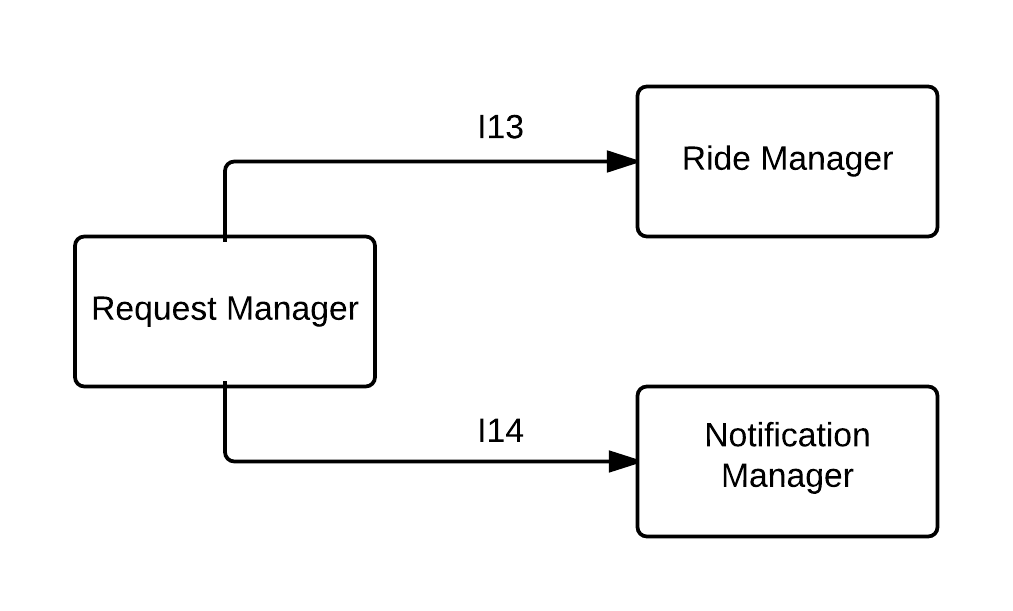 I13
Ride Manager
Request Manager
I14
Notification
Manager